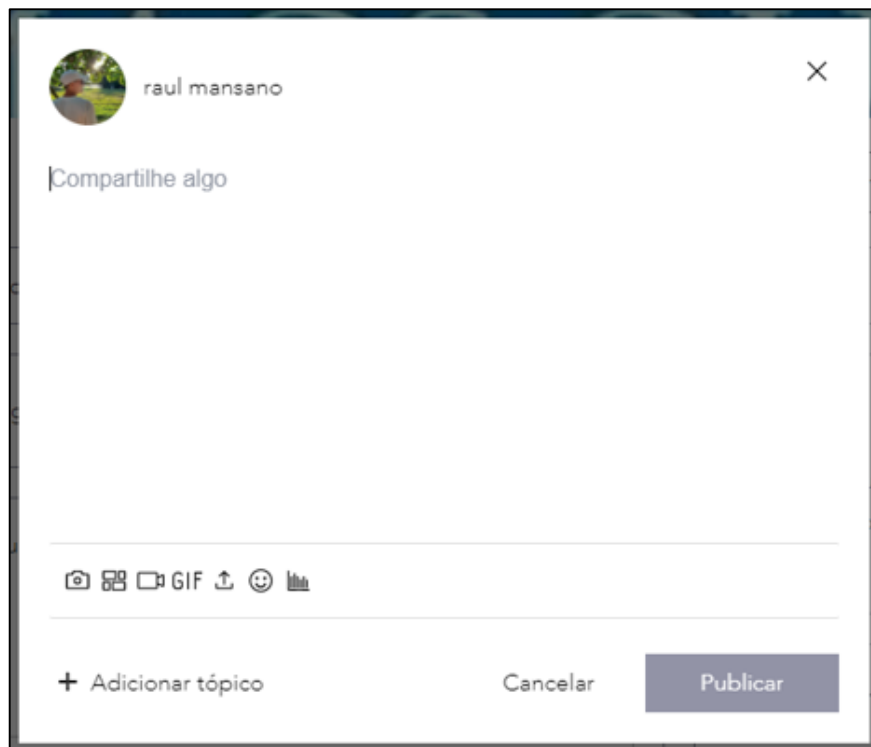 raul mansano
Compartilhe algo
GIF
+ Adicionar tópico
Cancelar
Publicar